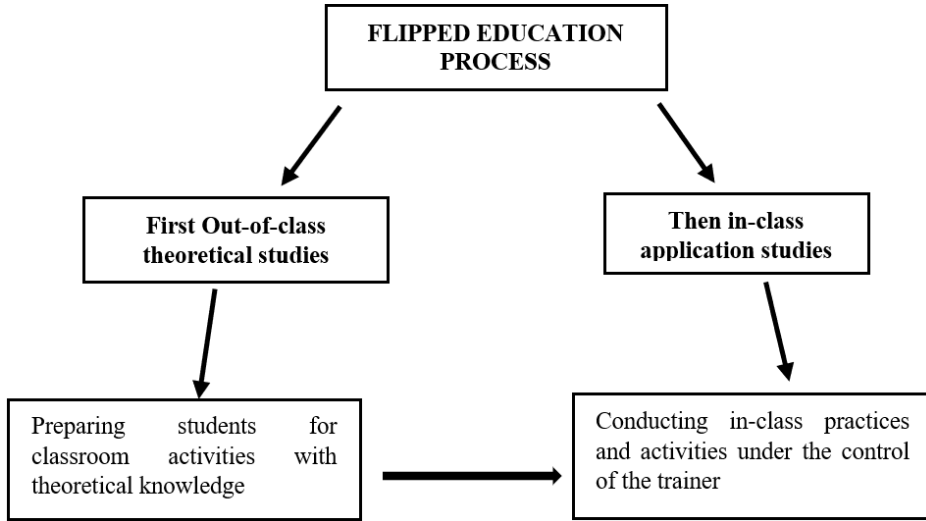 FLIPPED EDUCATION
PROCESS
First Out-of-class
theoretical studies
Then in-class
application studies
Preparing students for
classroom activities with
theoretical knowledge
Conducting in-class practices
and activities under the control
of the trainer